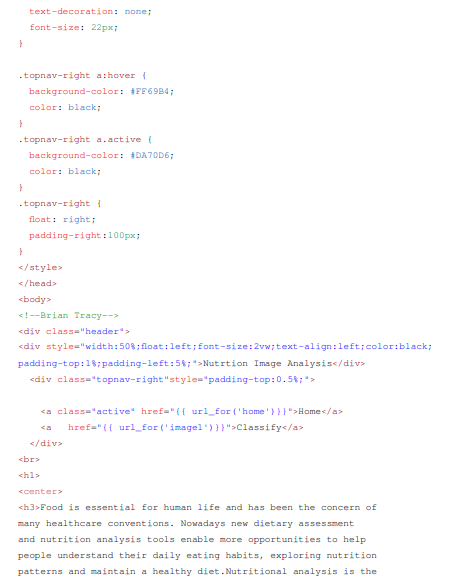 text-decoration: none;
font-size: 22px;
}
.topnav-right a:hover {
background-color: #FF69B4;
color: black;
}
.topnav-right a.active {
background-color: #DA70D6;
color: black;
}
.topnav-right {
float: right;
padding-right:100px;
}
</style>
</head>
<body>
<!--Brian Tracy-->
<div class="header">
<div style="width:50%;float:left;font-size:2vw;text-align:left;color:black;
padding-top:1%;padding-left:5%;">Nutrtion Image Analysis</div>
<div class="topnav-right"style="padding-top:0.5%;">
<a class="active" href="{{ url_for('home')}}">Home</a>
<a   href="{{ url_for('image1')}}">Classify</a>
</div>
<br>
<h1>
<center>
<h3>Food is essential for human life and has been the concern of
many healthcare conventions. Nowadays new dietary assessment
and nutrition analysis tools enable more opportunities to help
people understand their daily eating habits, exploring nutrition
patterns and maintain a healthy diet.Nutritional analysis is the